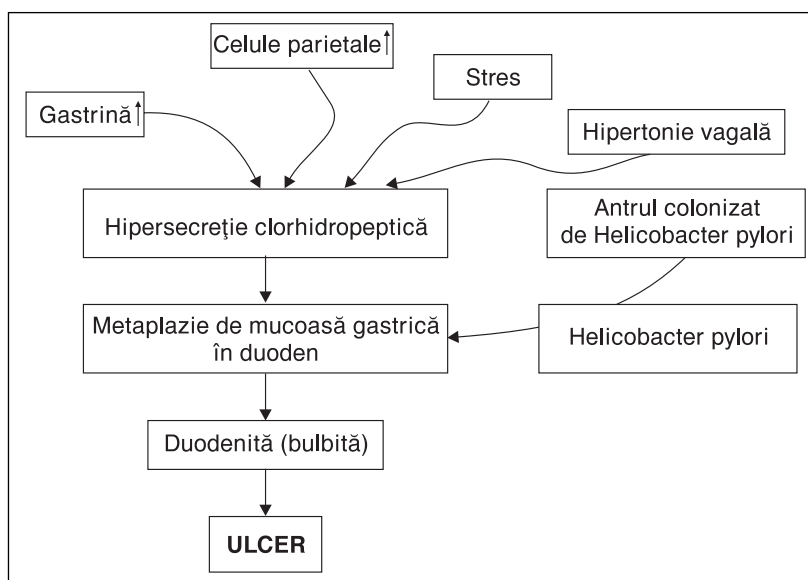 Celule parietale↑
Stres
Gastrină↑
Hipertonie vagală
Hipersecreţie clorhidropeptică
Antrul colonizat
de Helicobacter pylori
Metaplazie de mucoasă gastrică
în duoden
Helicobacter pylori
Duodenită (bulbită)
ULCER